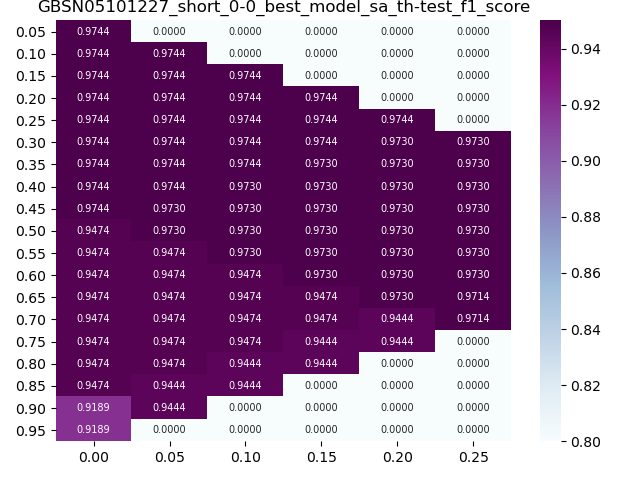 GBSN05101227_short_0-0_best_model_sa_th-test_f1_score
0.05 0.9744 0.0000 0.0000 0.0000 0.0000 0.0000
0.10 0.9744 0.9744 0.0000 0.0000 0.0000 0.0000
0.15 0.9744 0.9744 0.9744 0.0000 0.0000 0.0000
0.20 0.9744 0.9744 0.9744 0.9744 0.0000 0.0000
0.25 0.9744 0.9744 0.9744 0.9744 0.9744 0.0000
0.30 0.9744 0.9744 0.9744 0.9744 0.9730 0.9730
0.35 0.9744 0.9744 0.9744 0.9730 0.9730 0.9730
0.40 0.9744 0.9744 0.9730 0.9730 0.9730 0.9730
0.45 0.9744 0.9730 0.9730 0.9730 0.9730 0.9730
0.50 0.9474 0.9730 0.9730 0.9730 0.9730 0.9730
0.55 0.9474 0.9474 0.9730 0.9730 0.9730 0.9730
0.60 0.9474 0.9474 0.9474 0.9730 0.9730 0.9730
0.65 0.9474 0.9474 0.9474 0.9474 0.9730 0.9714
0.70 0.9474 0.9474 0.9474 0.9474 0.9444 0.9714
0.75 0.9474 0.9474 0.9474 0.9444 0.9444 0.0000
0.80 0.9474 0.9474 0.9444 0.9444 0.0000 0.0000
0.85 0.9474 0.9444 0.9444 0.0000 0.0000 0.0000
0.90 0.9189 0.9444 0.0000 0.0000 0.0000 0.0000
0.95 0.9189 0.0000 0.0000 0.0000 0.0000 0.0000
0.00 0.05 0.10 0.15 0.20 0.25
0.94
0.92
0.90
0.88
0.86
0.84
0.82
0.80